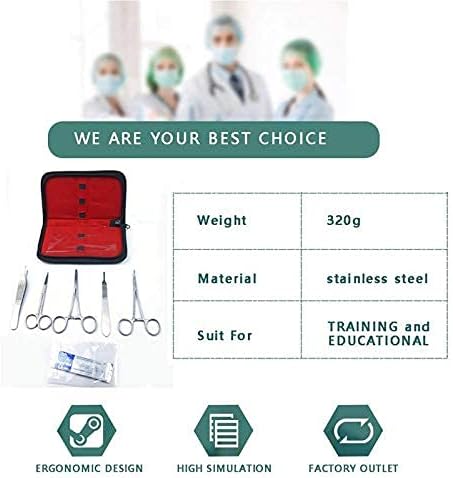 WE ARE YOUR BEST CHOICE
Weight 320g
Material stainless steel
Suit For TRAINING and EDUCATIONAL
ERGONOMIC DESIGN
HIGH SIMULATION
FACTORY OUTLET